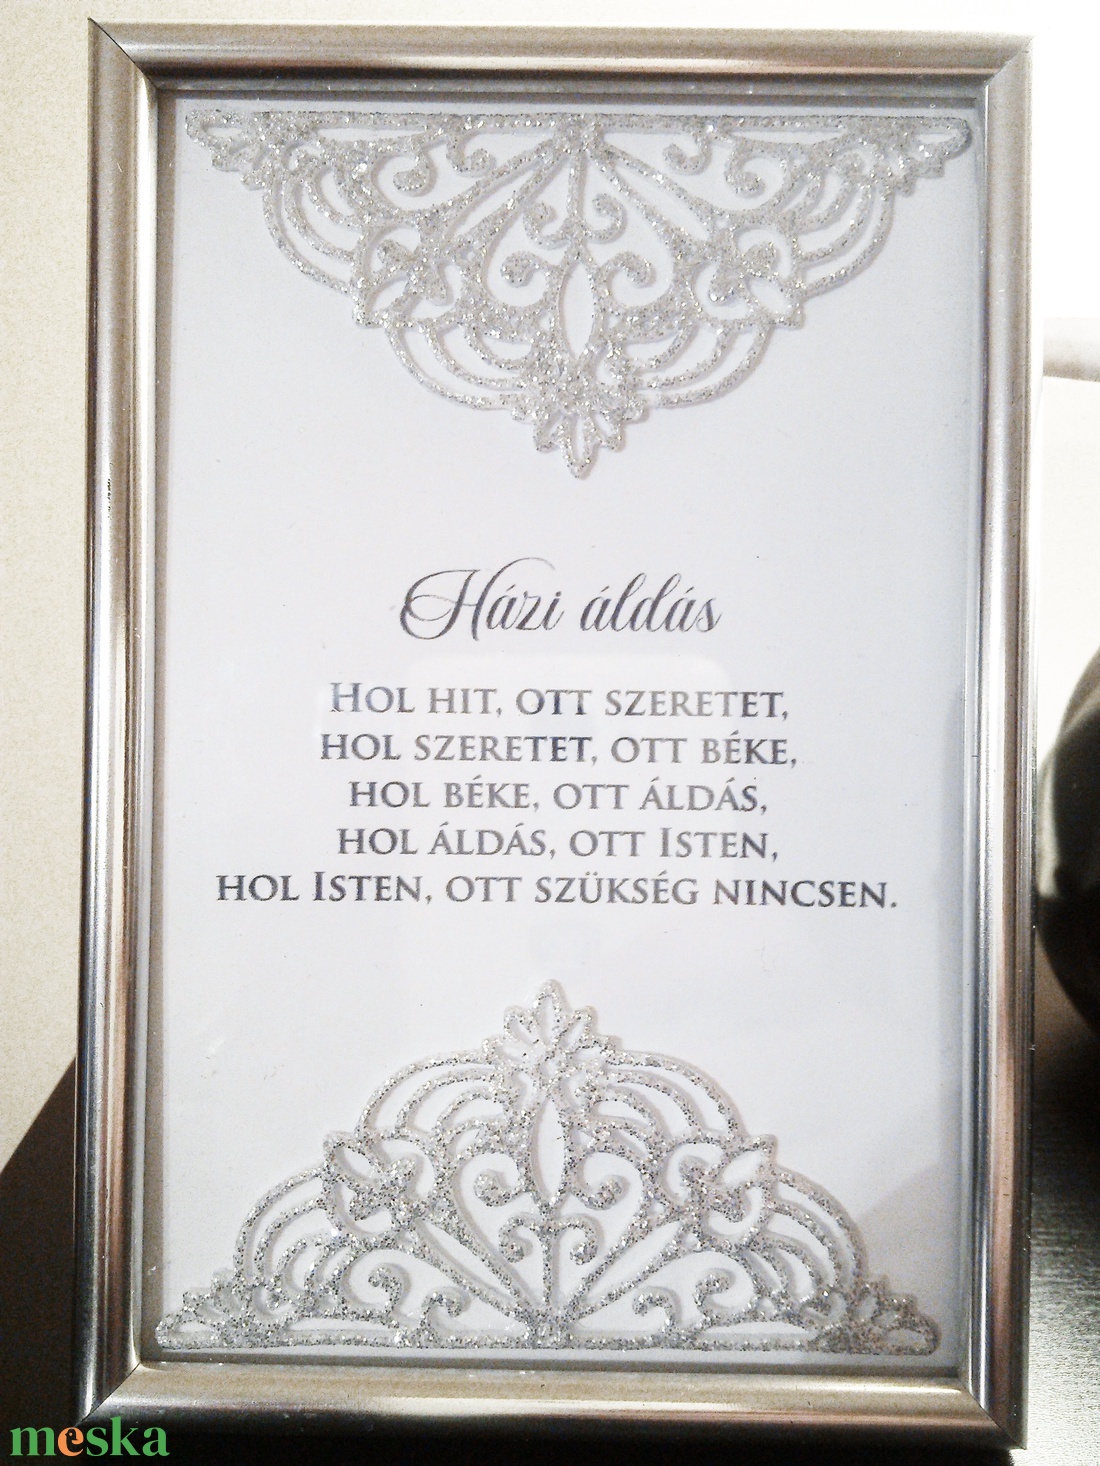 Házi áldás
Hol hit, ott szeretet,
hol szeretet, ott béke,
hol béke, ott áldás,
hol áldás, ott Isten,
hol Isten, ott szükség nincsen.
meska